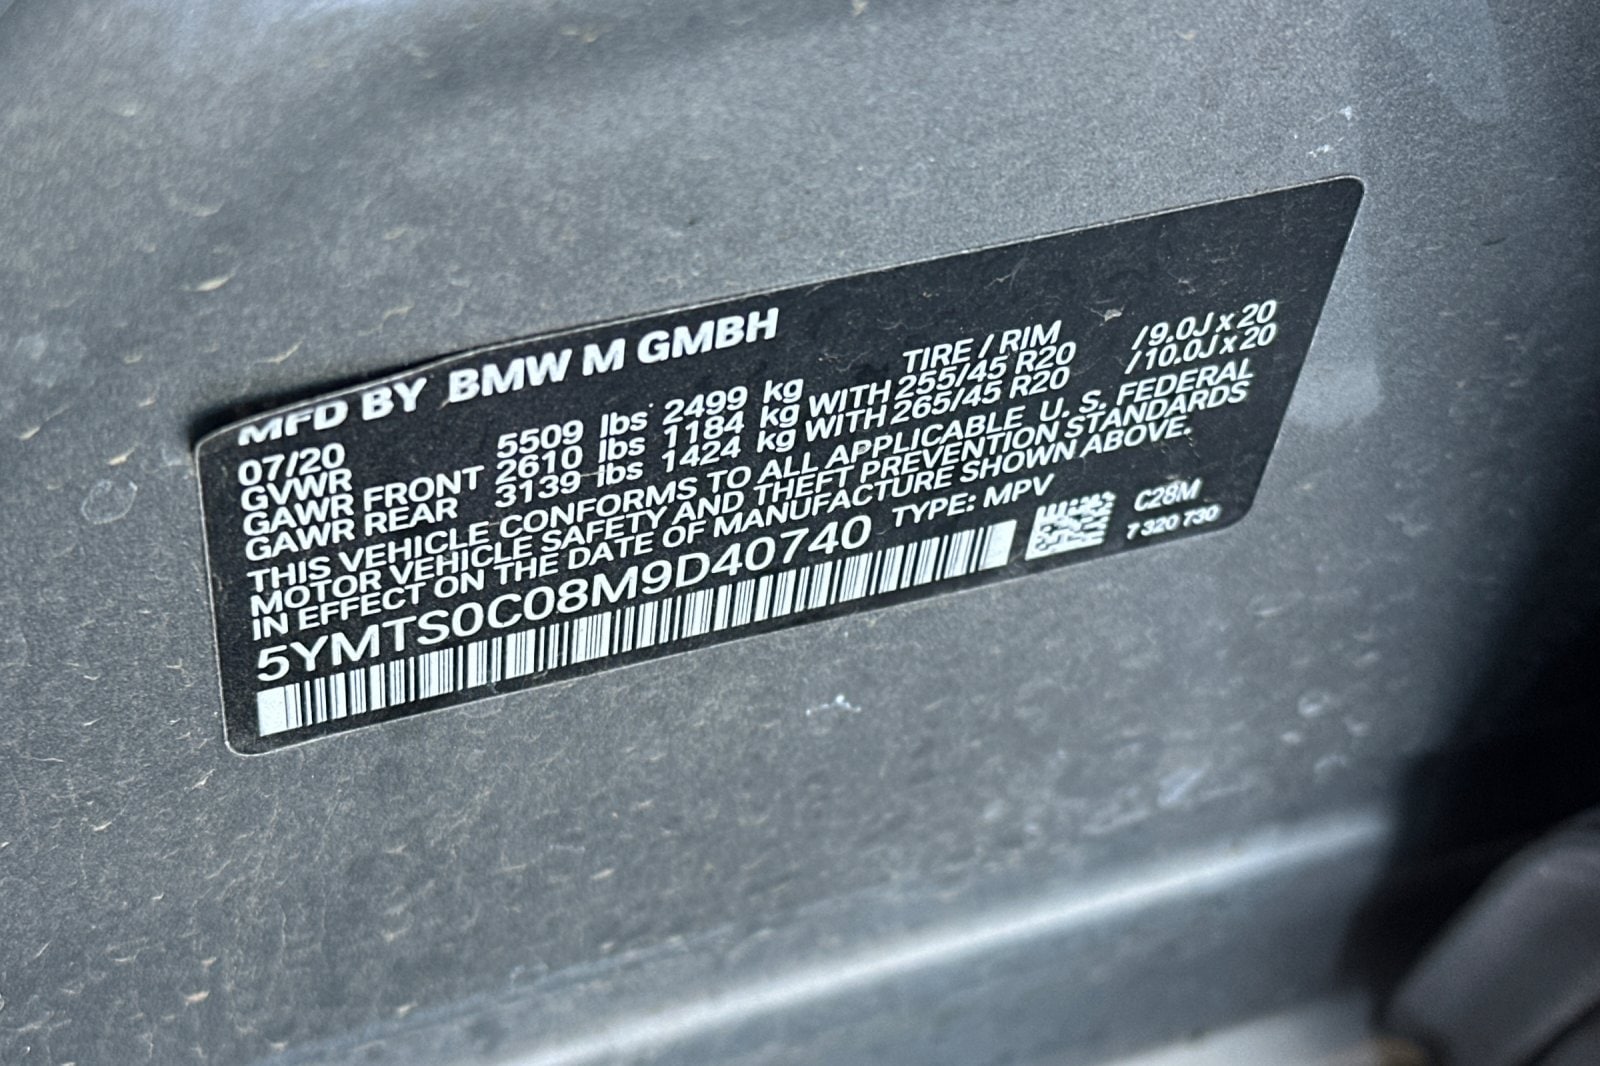 MFD BY BMW M GMBH
07/20 TIRE / RIM
GVWR 5509 lbs 2499 kg
GAWR FRONT 2610 lbs 1184 kg WITH 255/45 R20 /9.0J x 20
GAWR REAR 3139 lbs 1424 kg WITH 265/45 R20 /10.0J x 20
THIS VEHICLE CONFORMS TO ALL APPLICABLE U. S. FEDERAL
MOTOR VEHICLE SAFETY AND THEFT PREVENTION STANDARDS
IN EFFECT ON THE DATE OF MANUFACTURE SHOWN ABOVE.
5YMTS0C08M9D40740 TYPE: MPV
C28M
7 320 730